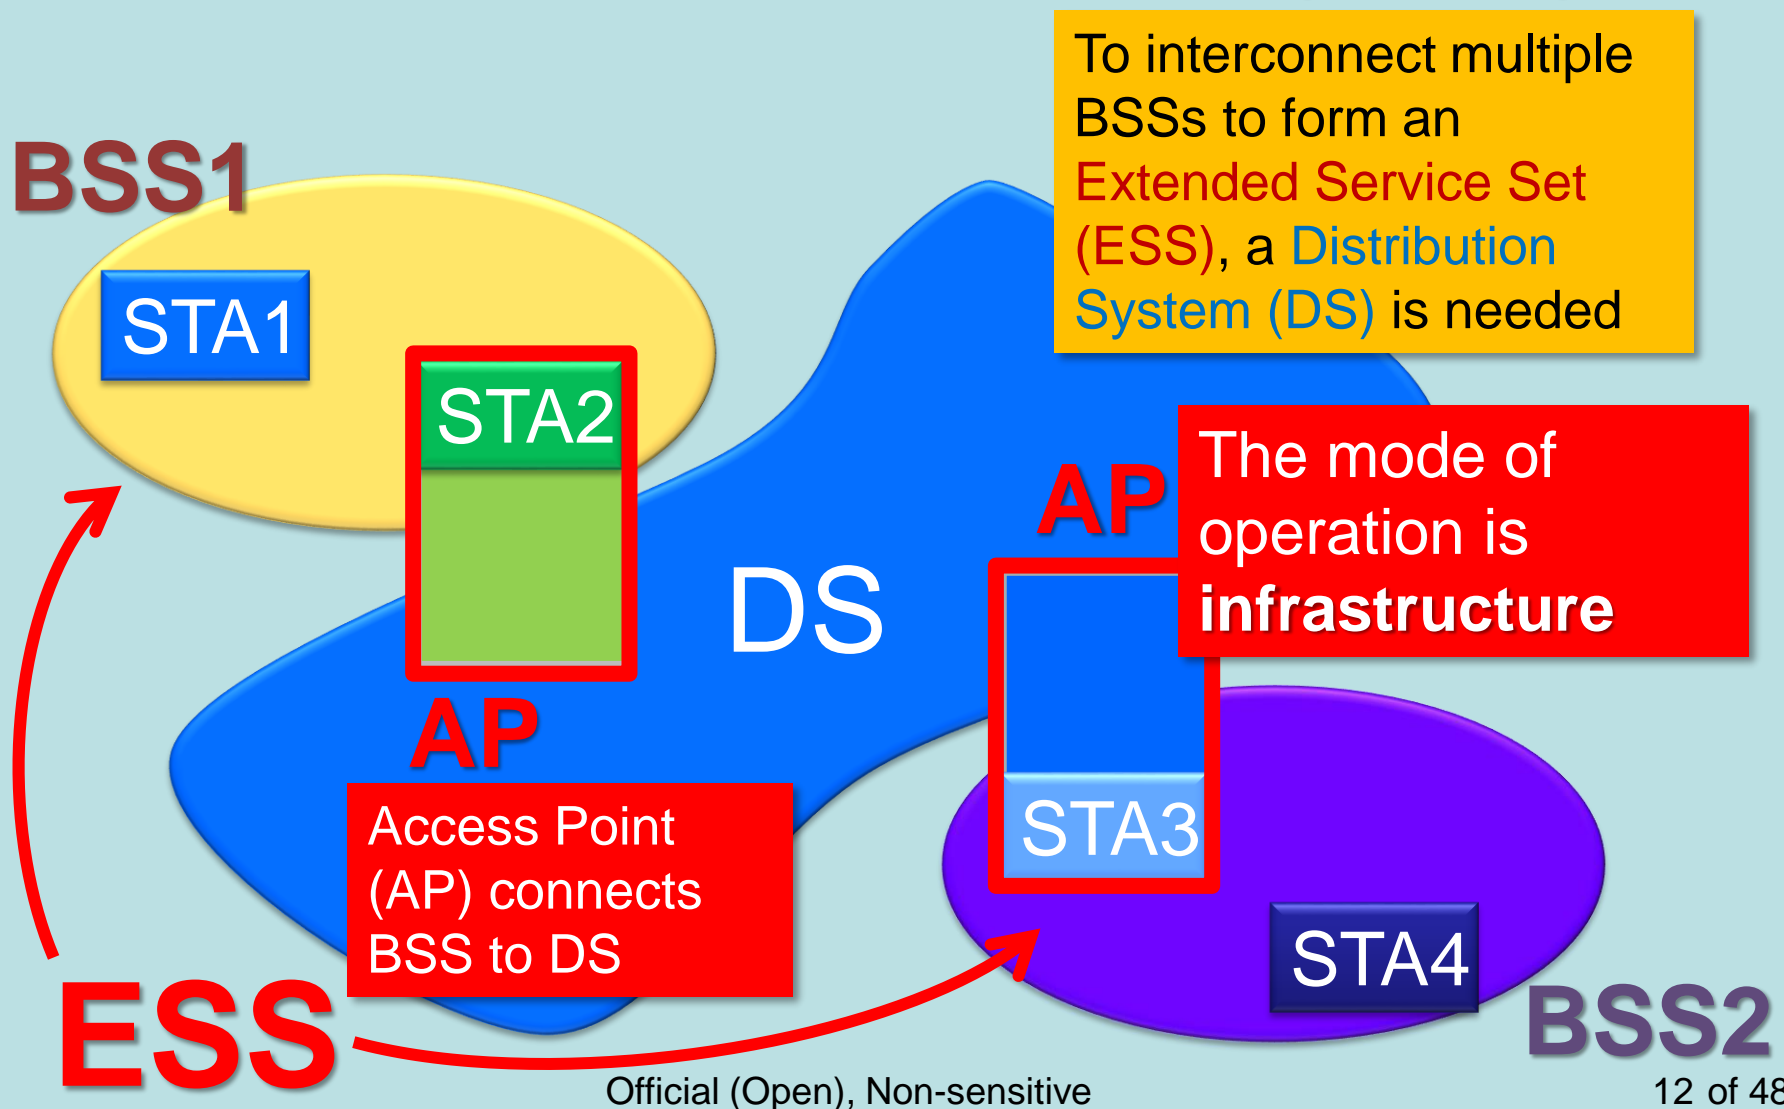 To interconnect multiple
BSSs to form an
Extended Service Set
(ESS), a Distribution
System (DS) is needed
BSS1
STA1
STA2
The mode of
operation is
infrastructure
AP
DS
AP
Access Point
(AP) connects
BSS to DS
STA3
STA4
ESS
BSS2
Official (Open), Non-sensitive
12 of 48